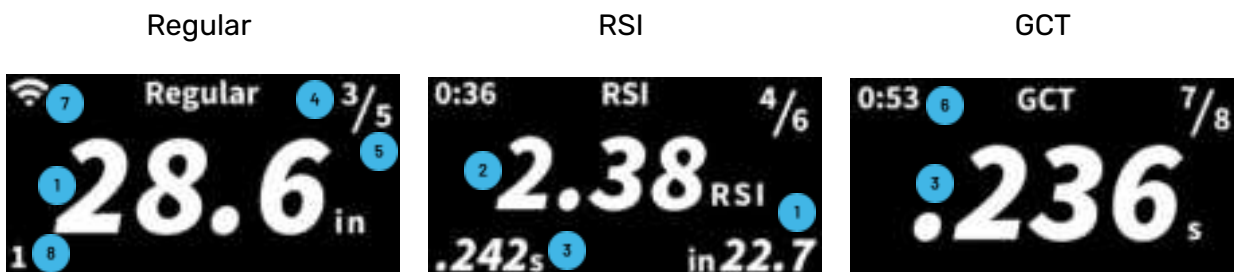 Regular
RSI
GCT
7
Regular
4
3/5
5
1
28.6 in
1
8
0:36
RSI
4/6
2
2.38 RSI
1
.242s
3
in 22.7
0:53
6
GCT
7/8
3
.236 s